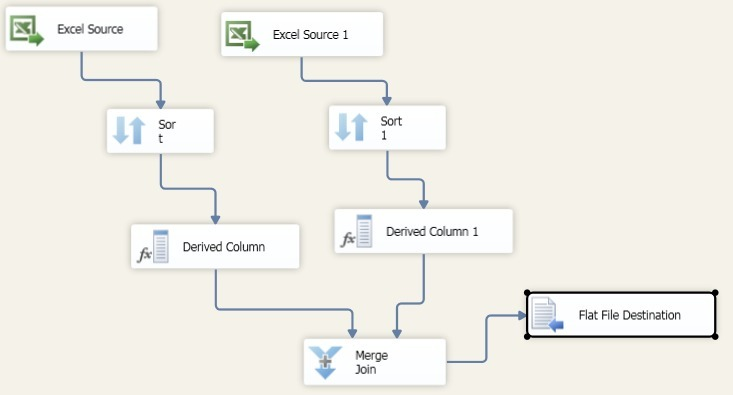 Excel Source
Excel Source 1
Sor
t
Sort
1
Derived Column
Derived Column 1
Flat File Destination
Merge
Join